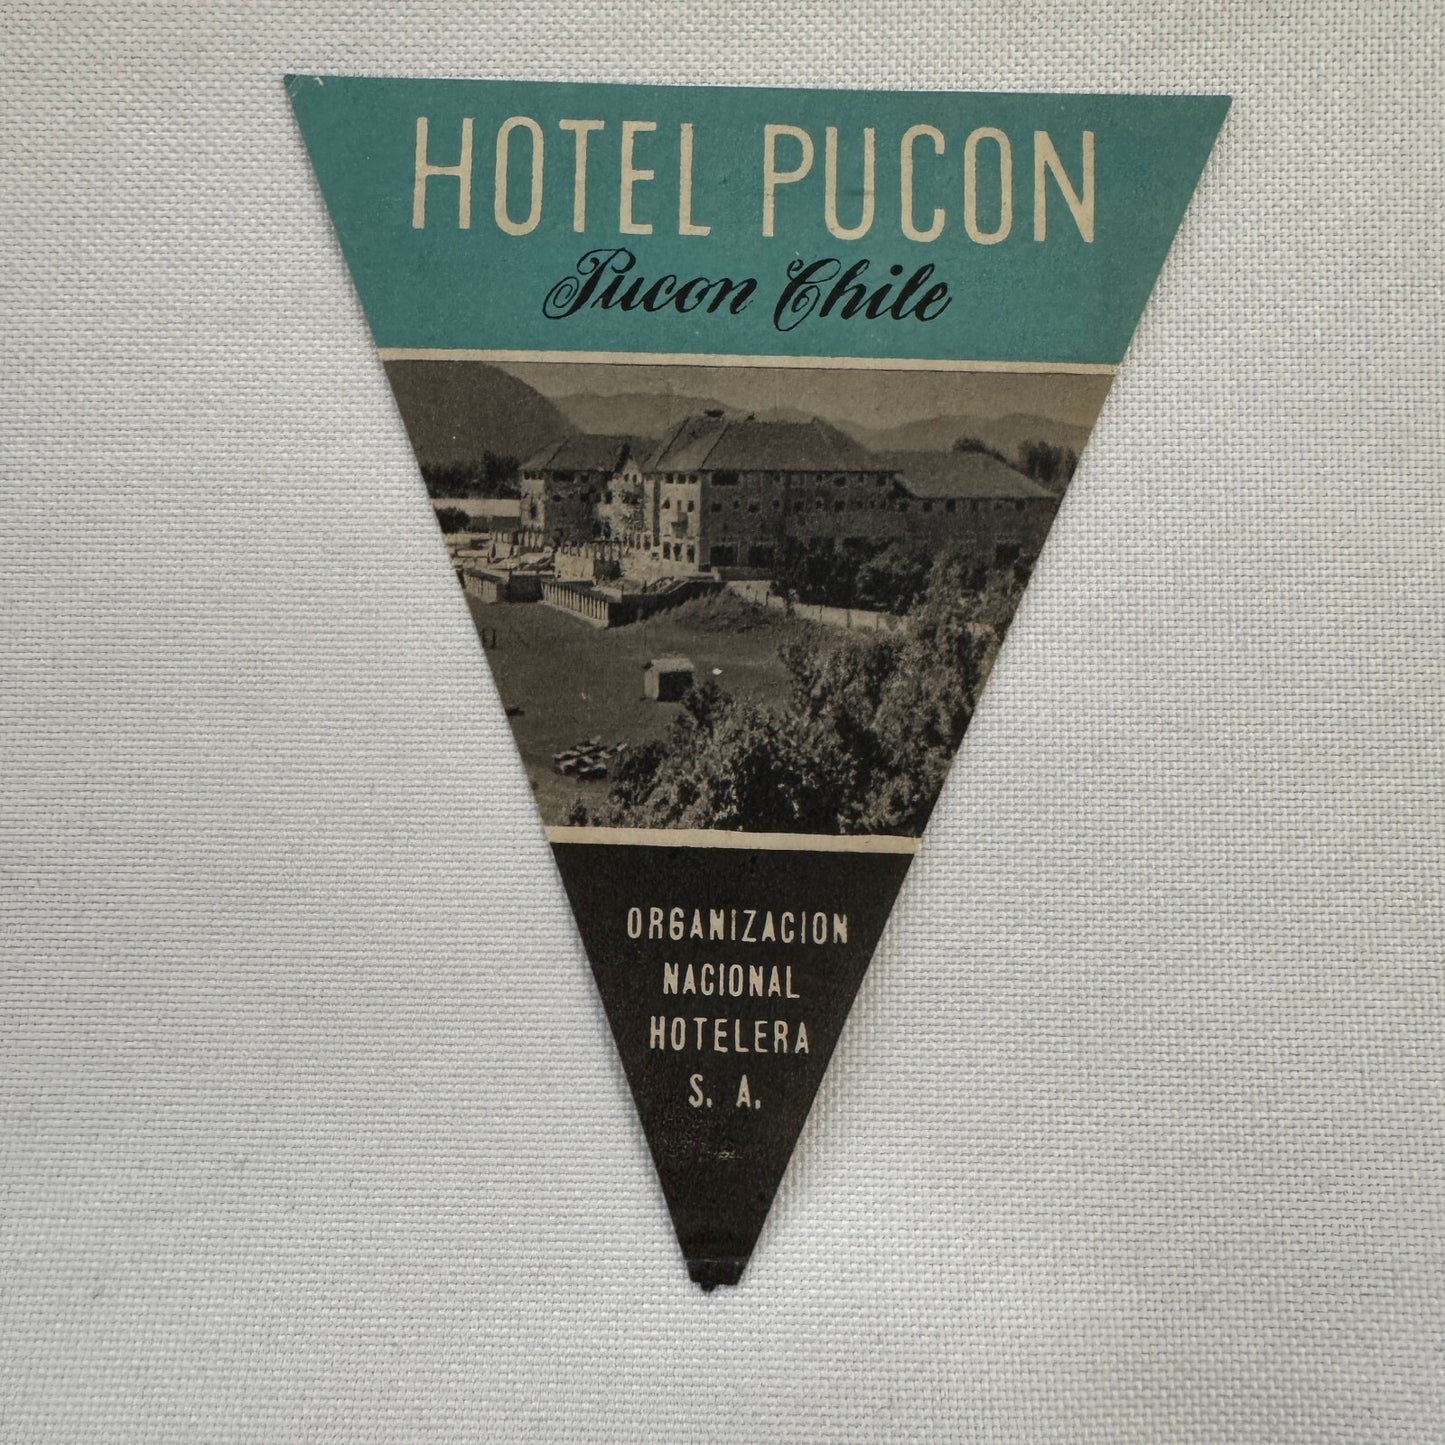 HOTEL PUCON
Pucon Chile
ORGANIZACION
NACIONAL
HOTELERA
S. A.